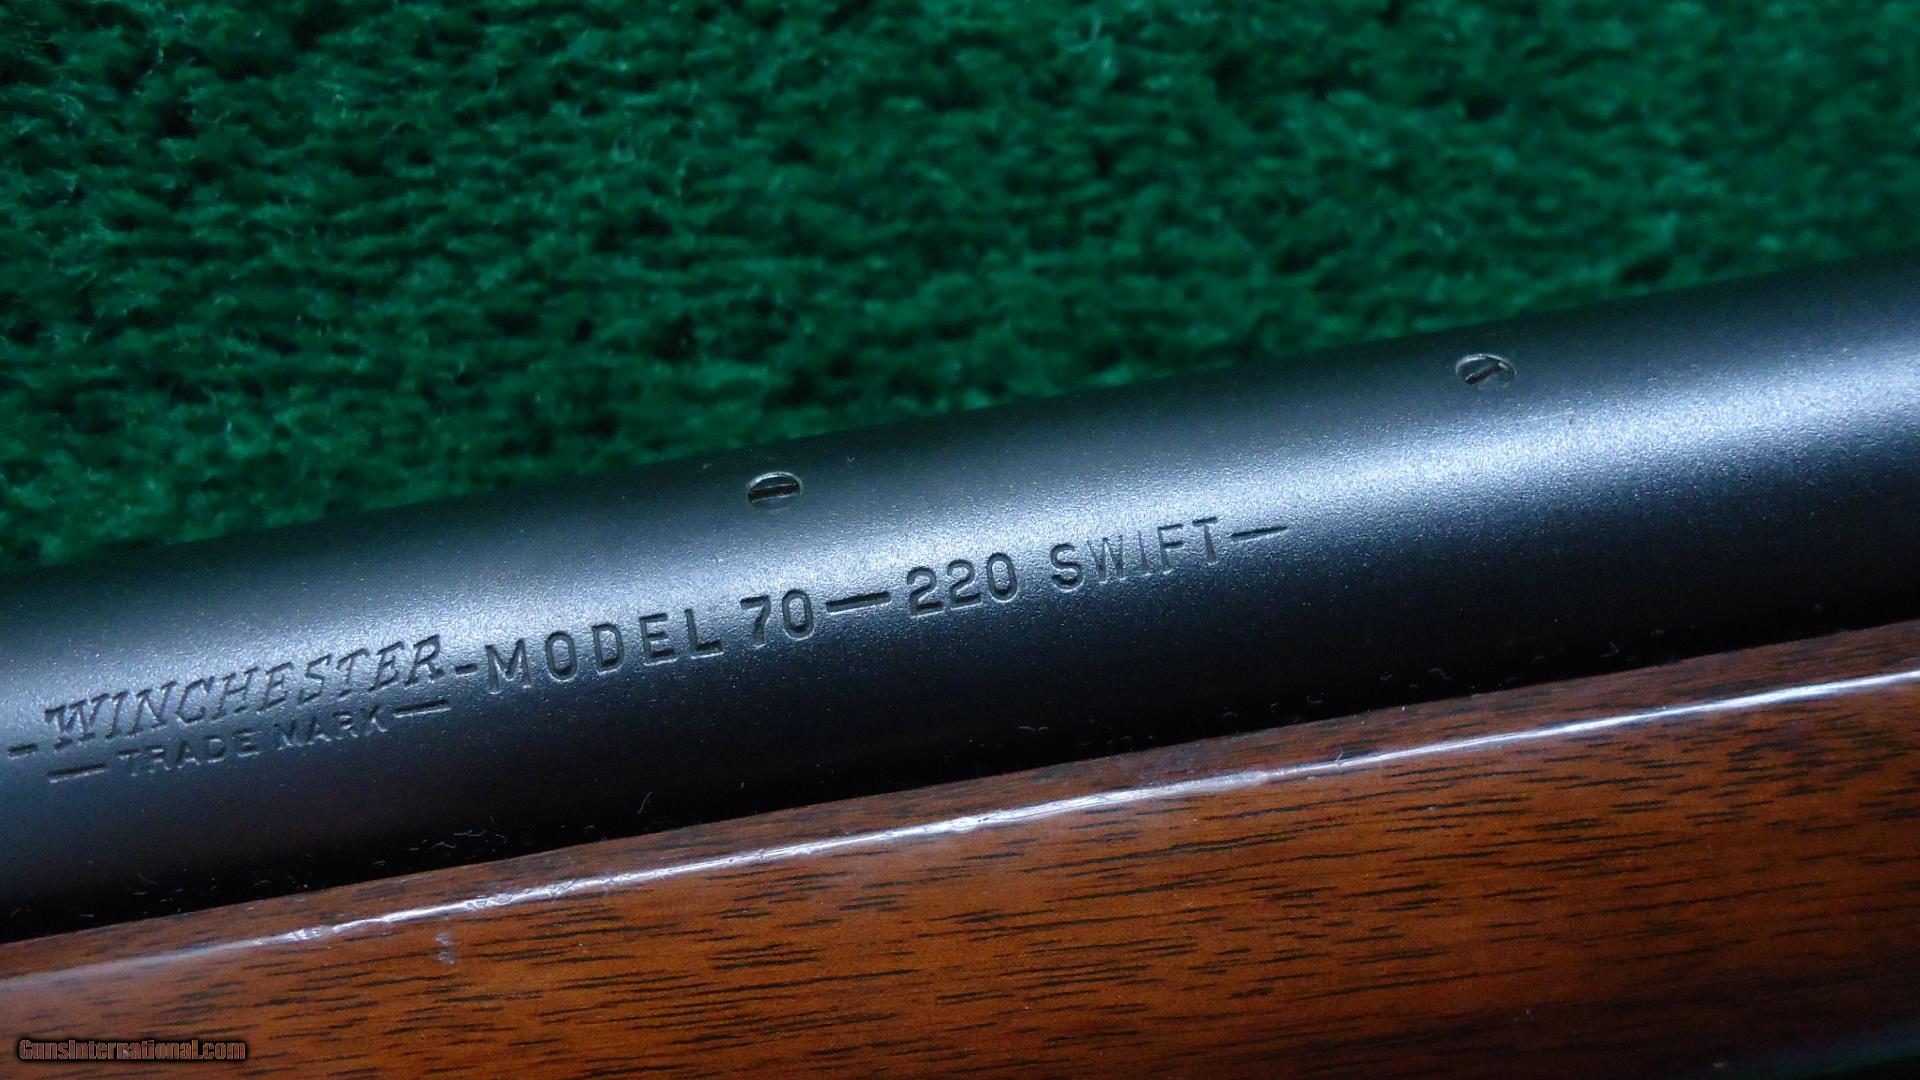 -WINCHESTER-MODEL 70—220 SWIFT—
—TRADE MARK—
GunsInternational.com